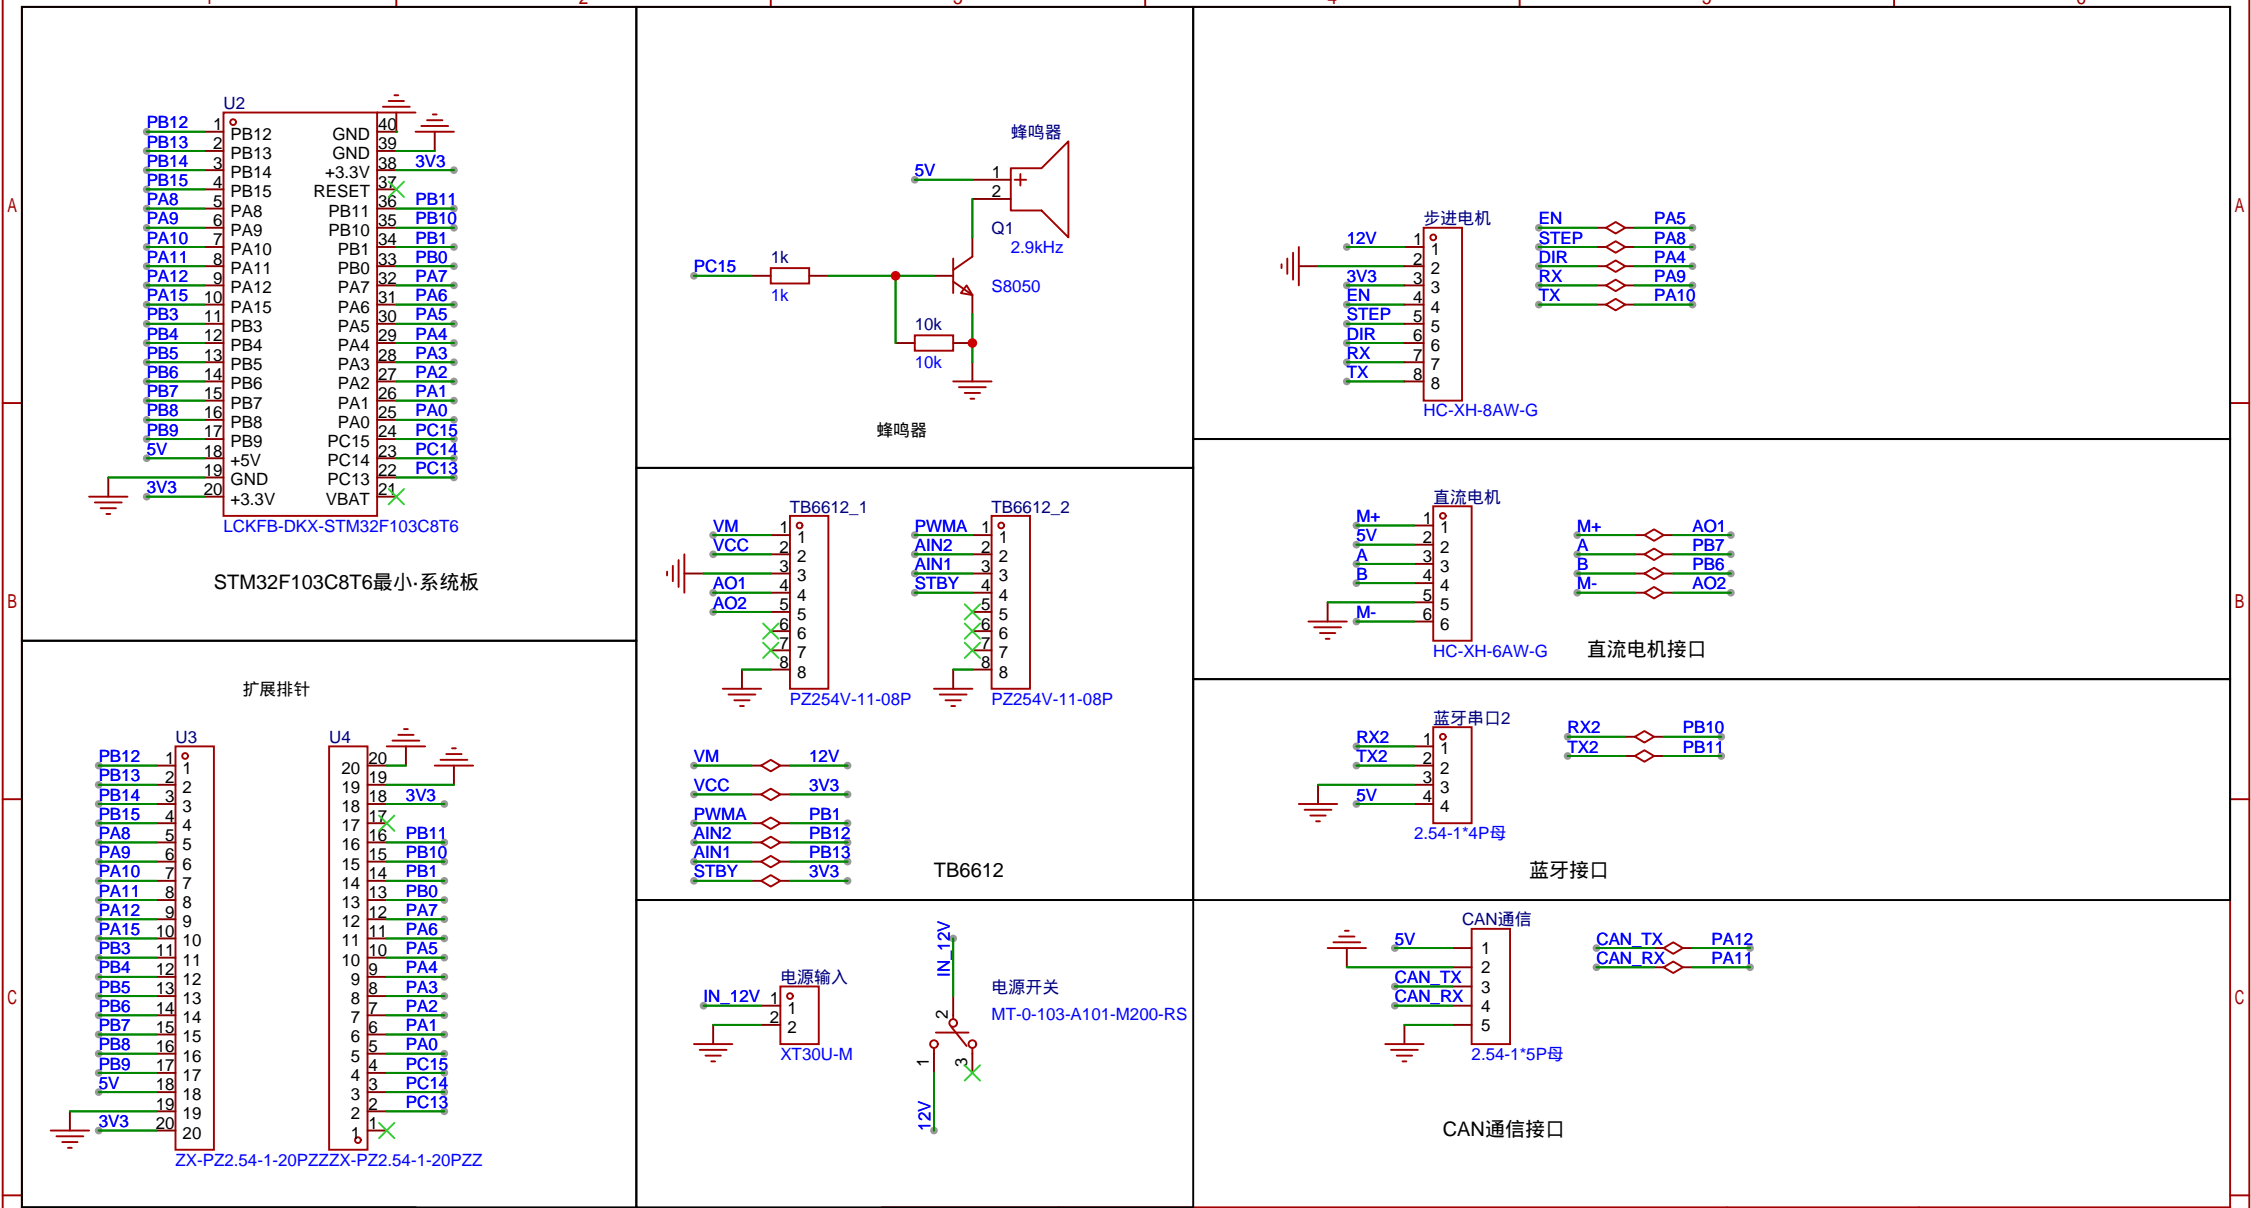 U2
PB12 1 PB12 GND 40
PB13 2 PB13 GND 39
PB14 3 PB14 +3.3V 38 3V3
PB15 4 PB15 RESET 37
PA8 5 PA8 PB11 36 PB11
PA9 6 PA9 PB10 35 PB10
PA10 7 PA10 PB1 34 PB1
PA11 8 PA11 PB0 33 PB0
PA12 9 PA12 PA7 32 PA7
PA15 10 PA15 PA6 31 PA6
PB3 11 PB3 PA5 30 PA5
PB4 12 PB4 PA4 29 PA4
PB5 13 PB5 PA3 28 PA3
PB6 14 PB6 PA2 27 PA2
PB7 15 PB7 PA1 26 PA1
PB8 16 PB8 PA0 25 PA0
PB9 17 PB9 PC15 24 PC15
5V 18 +5V PC14 23 PC14
19 GND PC13 22 PC13
3V3 20 +3.3V VBAT 21
LCKFB-DKX-STM32F103C8T6
STM32F103C8T6最小·系统板
扩展排针
U3
PB12 1 1
PB13 2 2
PB14 3 3
PB15 4 4
PA8 5 5
PA9 6 6
PA10 7 7
PA11 8 8
PA12 9 9
PA15 10 10
PB3 11 11
PB4 12 12
PB5 13 13
PB6 14 14
PB7 15 15
PB8 16 16
PB9 17 17
5V 18 18
19 19
3V3 20 20
ZX-PZ2.54-1-20PZZ
U4
20 20
19 19
18 18 3V3
17 17
16 16 PB11
15 15 PB10
14 14 PB1
13 13 PB0
12 12 PA7
11 11 PA6
10 10 PA5
9 9 PA4
8 8 PA3
7 7 PA2
6 6 PA1
5 5 PA0
4 4 PC15
3 3 PC14
2 2 PC13
1 1
ZX-PZ2.54-1-20PZZ
蜂鸣器
5V 1
2
Q1
2.9kHz
PC15 1k
1k
S8050
10k
10k
蜂鸣器
TB6612_1
VM 1 1
VCC 2 2
3 3
AO1 4 4
AO2 5 5
6 6
7 7
8 8
PZ254V-11-08P
TB6612_2
PWMA 1 1
AIN2 2 2
AIN1 3 3
STBY 4 4
5 5
6 6
7 7
8 8
PZ254V-11-08P
VM 12V
VCC 3V3
PWMA PB1
AIN2 PB12
AIN1 PB13
STBY 3V3
TB6612
电源输入
IN_12V 1 1
2 2
XT30U-M
IN_12V
电源开关
MT-0-103-A101-M200-RS
2
1 3
12V
步进电机
12V 1 1
2 2
3V3 3 3
EN 4 4
STEP 5 5
DIR 6 6
RX 7 7
TX 8 8
HC-XH-8AW-G
EN PA5
STEP PA8
DIR PA4
RX PA9
TX PA10
直流电机
M+ 1 1
5V 2 2
A 3 3
B 4 4
5 5
M- 6 6
HC-XH-6AW-G
M+ AO1
A PB7
B PB6
M- AO2
直流电机接口
蓝牙串口2
RX2 1 1
TX2 2 2
3 3
5V 4 4
2.54-1*4P母
RX2 PB10
TX2 PB11
蓝牙接口
CAN通信
5V 1
2
CAN_TX 3
CAN_RX 4
5
2.54-1*5P母
CAN_TX PA12
CAN_RX PA11
CAN通信接口
A
B
C
A
B
C